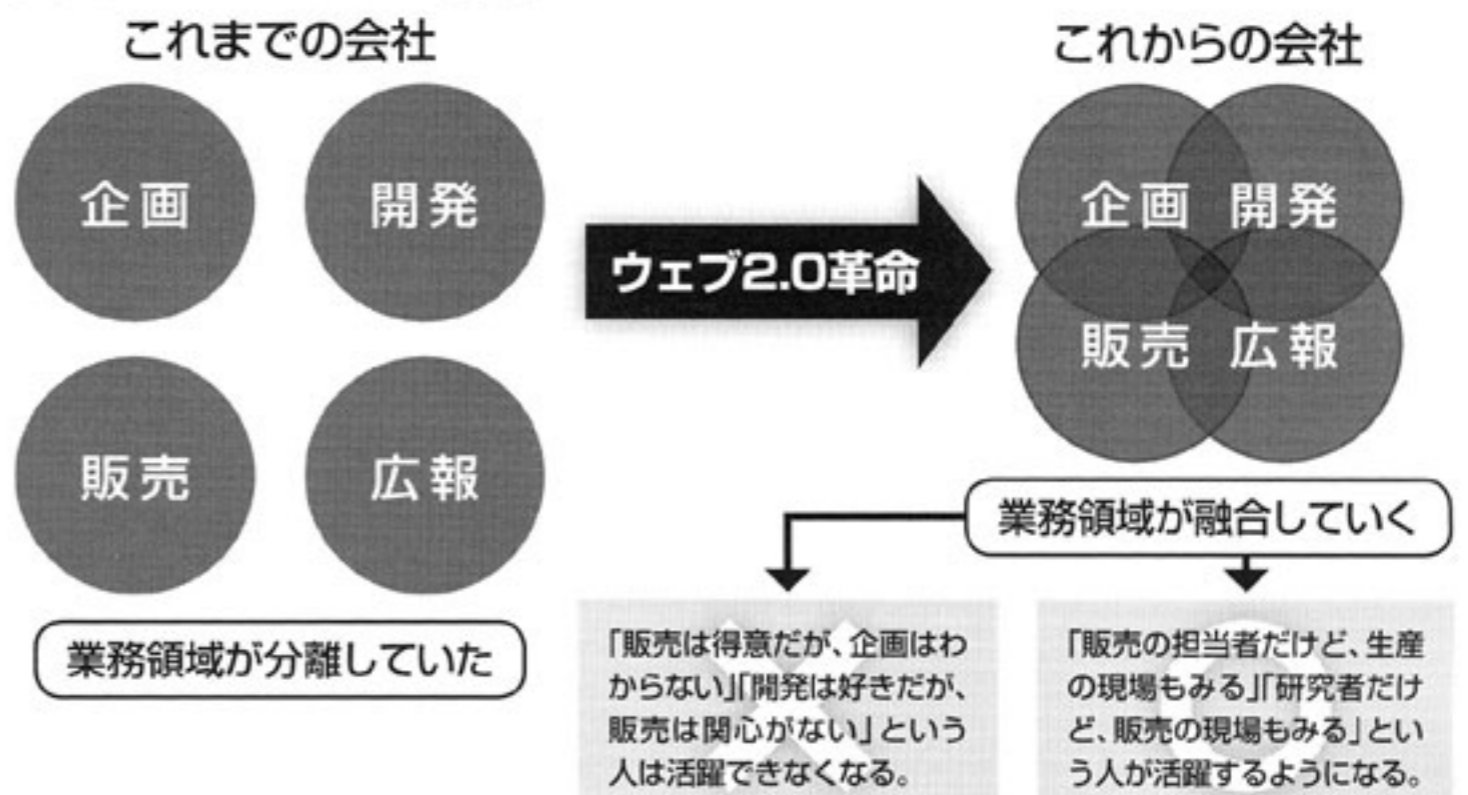 これまでの会社
企画
開発
販売
広報
業務領域が分離していた
ウェブ2.0革命
これからの会社
企画
開発
販売
広報
業務領域が融合していく
「販売は得意だが、企画はわ
からない」「開発は好きだが、
販売は関心がない」という
人は活躍できなくなる。
「販売の担当者だけど、生産
の現場もみる」「研究者だけ
ど、販売の現場もみる」とい
う人が活躍するようになる。